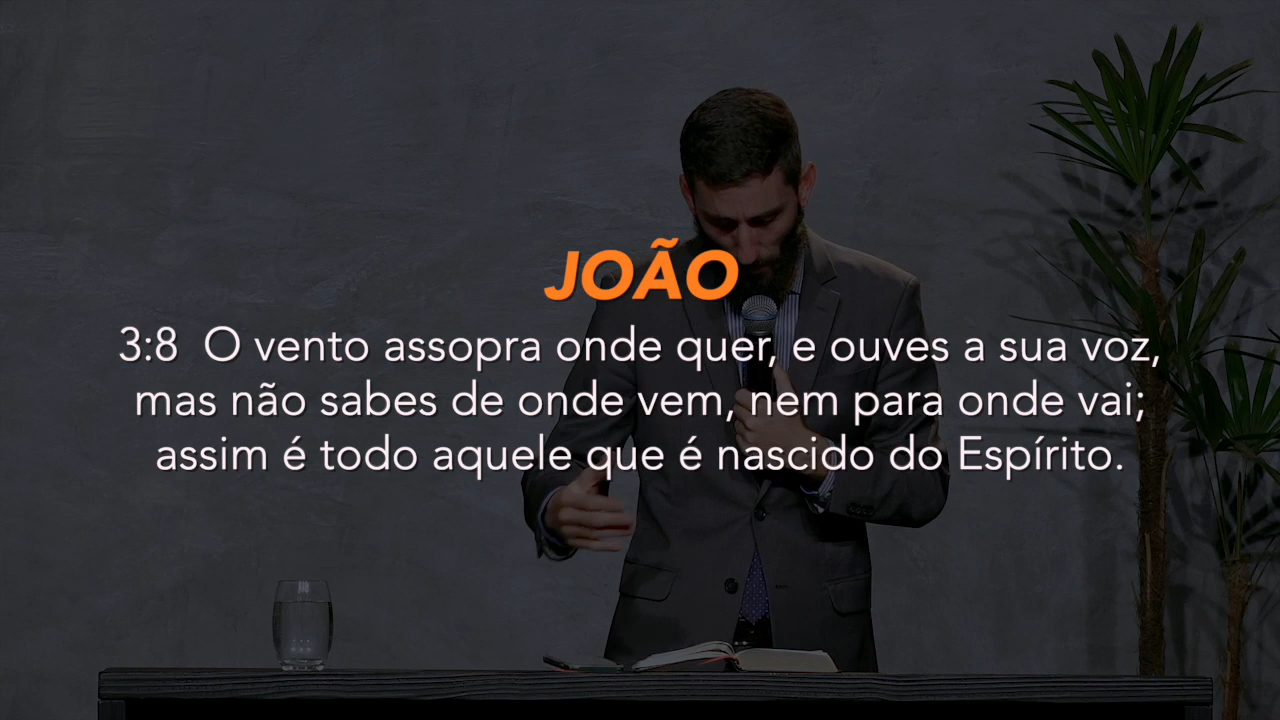 JOÃO
3:8 O vento assopra onde quer, e ouves a sua voz,
mas não sabes de onde vem, nem para onde vai;
assim é todo aquele que é nascido do Espírito.